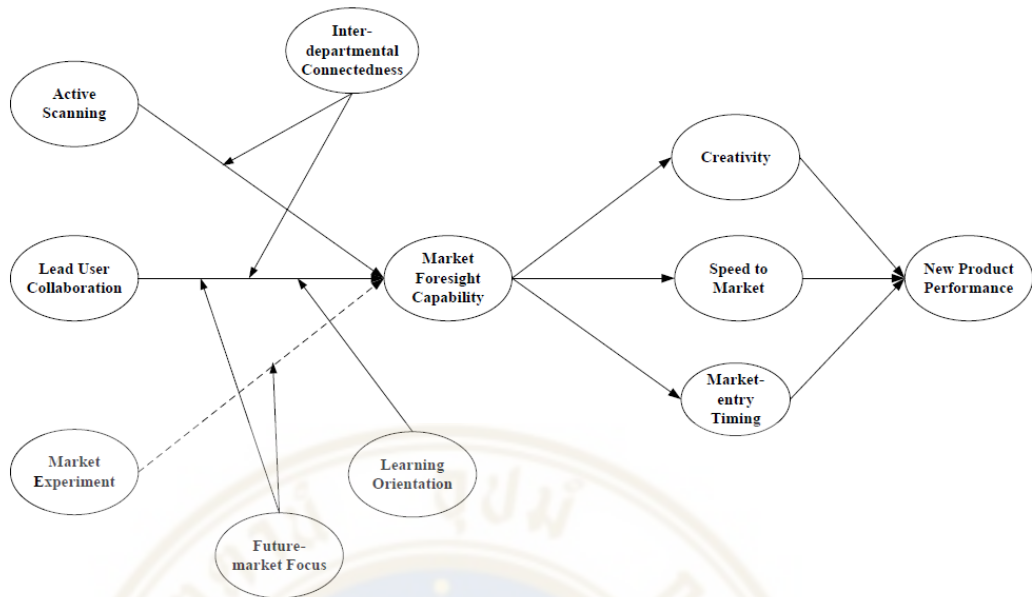 Inter-
departmental
Connectedness
Active
Scanning
Creativity
Lead User
Collaboration
Market
Foresight
Capability
Speed to
Market
New Product
Performance
Market-
entry
Timing
Market
Experiment
Learning
Orientation
Future-
market Focus